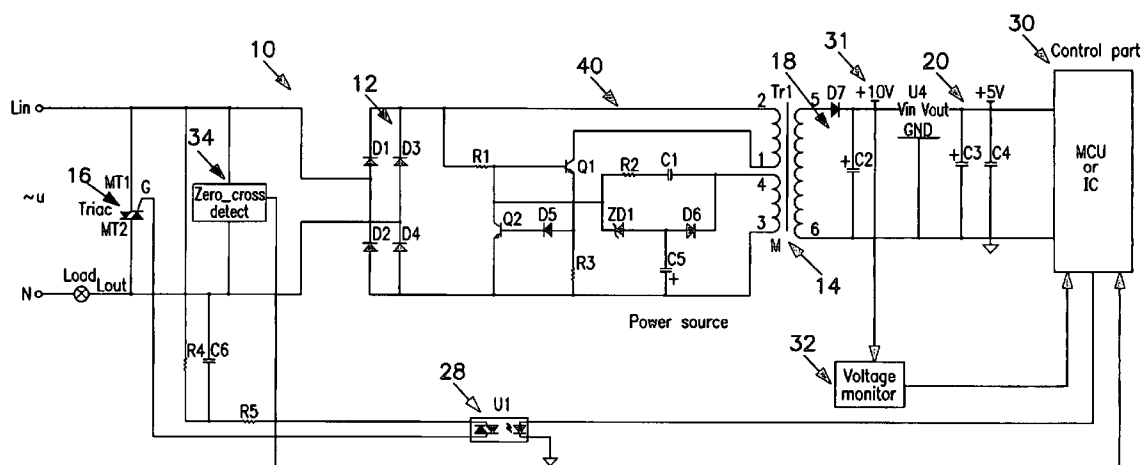 30
Control part
10
31
20
40
18
12
Tr1
D7
+10V
U4
+5V
Lin
2
5
Vin Vout
GND
34
D1
D3
R1
Q1
1
C2
+
C3
+
C4
MCU
or
IC
16
MT1
G
Zero_cross
detect
R2
C1
4
~u
Triac
MT2
Q2
D5
ZD1
D6
3
6
D2
D4
R3
C5
+
M
14
N
Load
Lout
Power source
32
Voltage
monitor
R4
C6
28
R5
U1